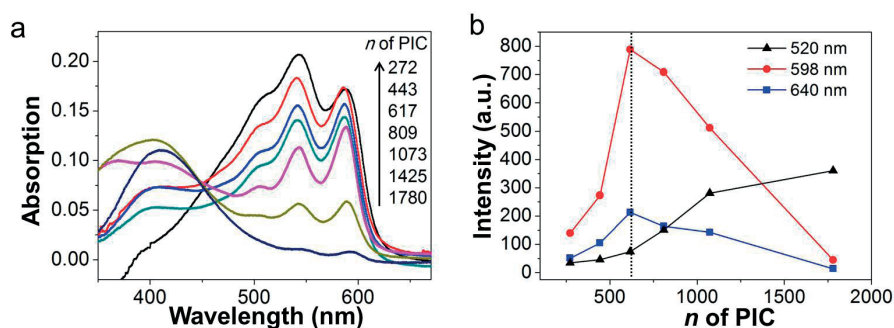 a
Absorption
0.20
0.15
0.10
0.05
0.00
400
500
600
Wavelength (nm)
n of PIC
272
443
617
809
1073
1425
1780
b
Intensity (a.u.)
800
700
600
500
400
300
200
100
0
500
1000
1500
2000
n of PIC
520 nm
598 nm
640 nm